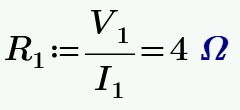 R₁ := V₁/I₁ = 4 Ω